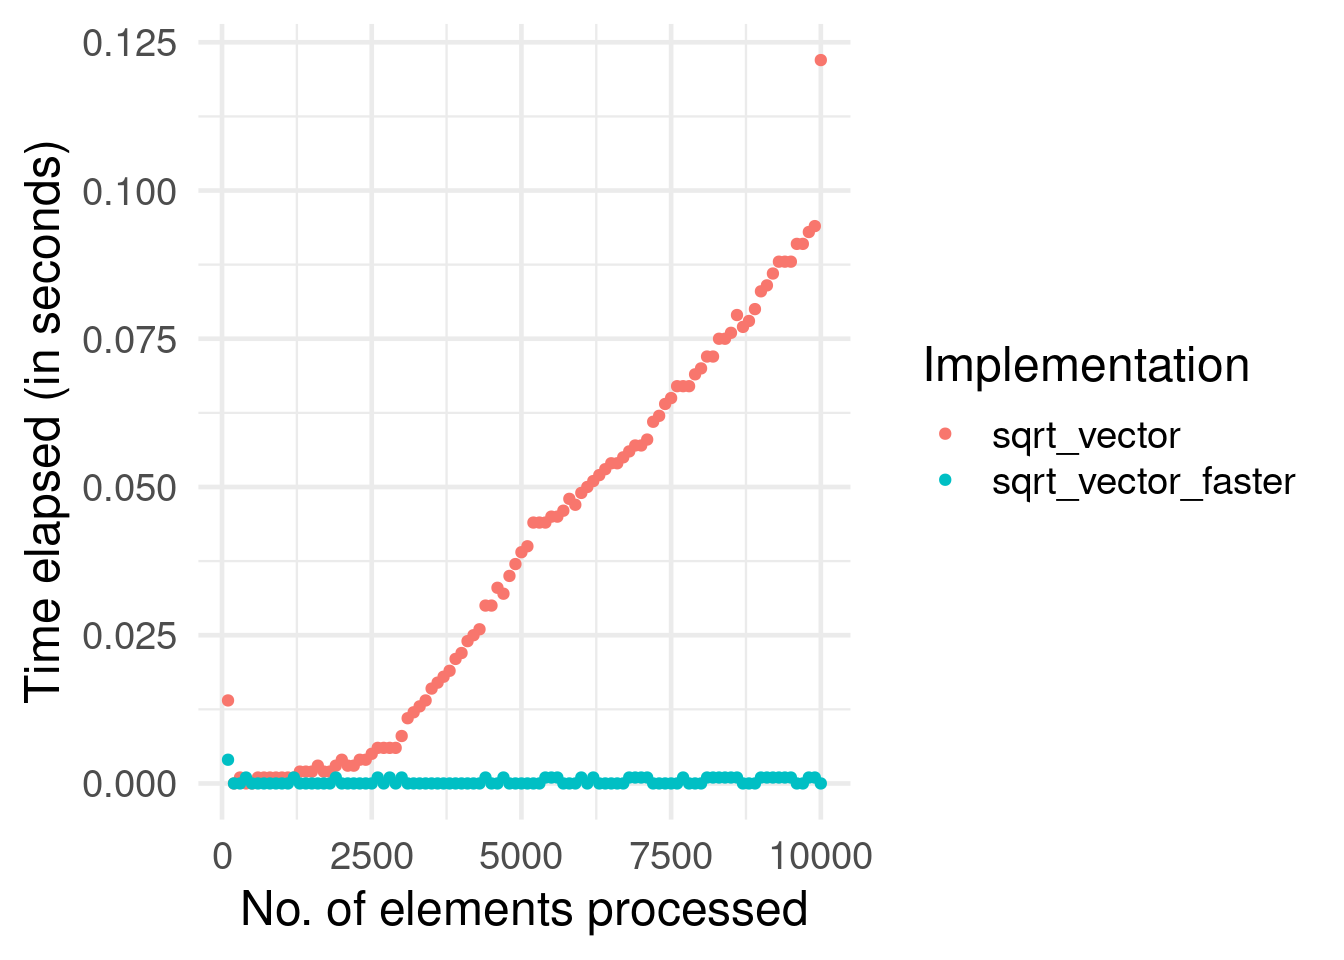 0.125
0.100
0.075
0.050
0.025
0.000
Time elapsed (in seconds)
0 2500 5000 7500 10000
No. of elements processed
Implementation
sqrt_vector
sqrt_vector_faster